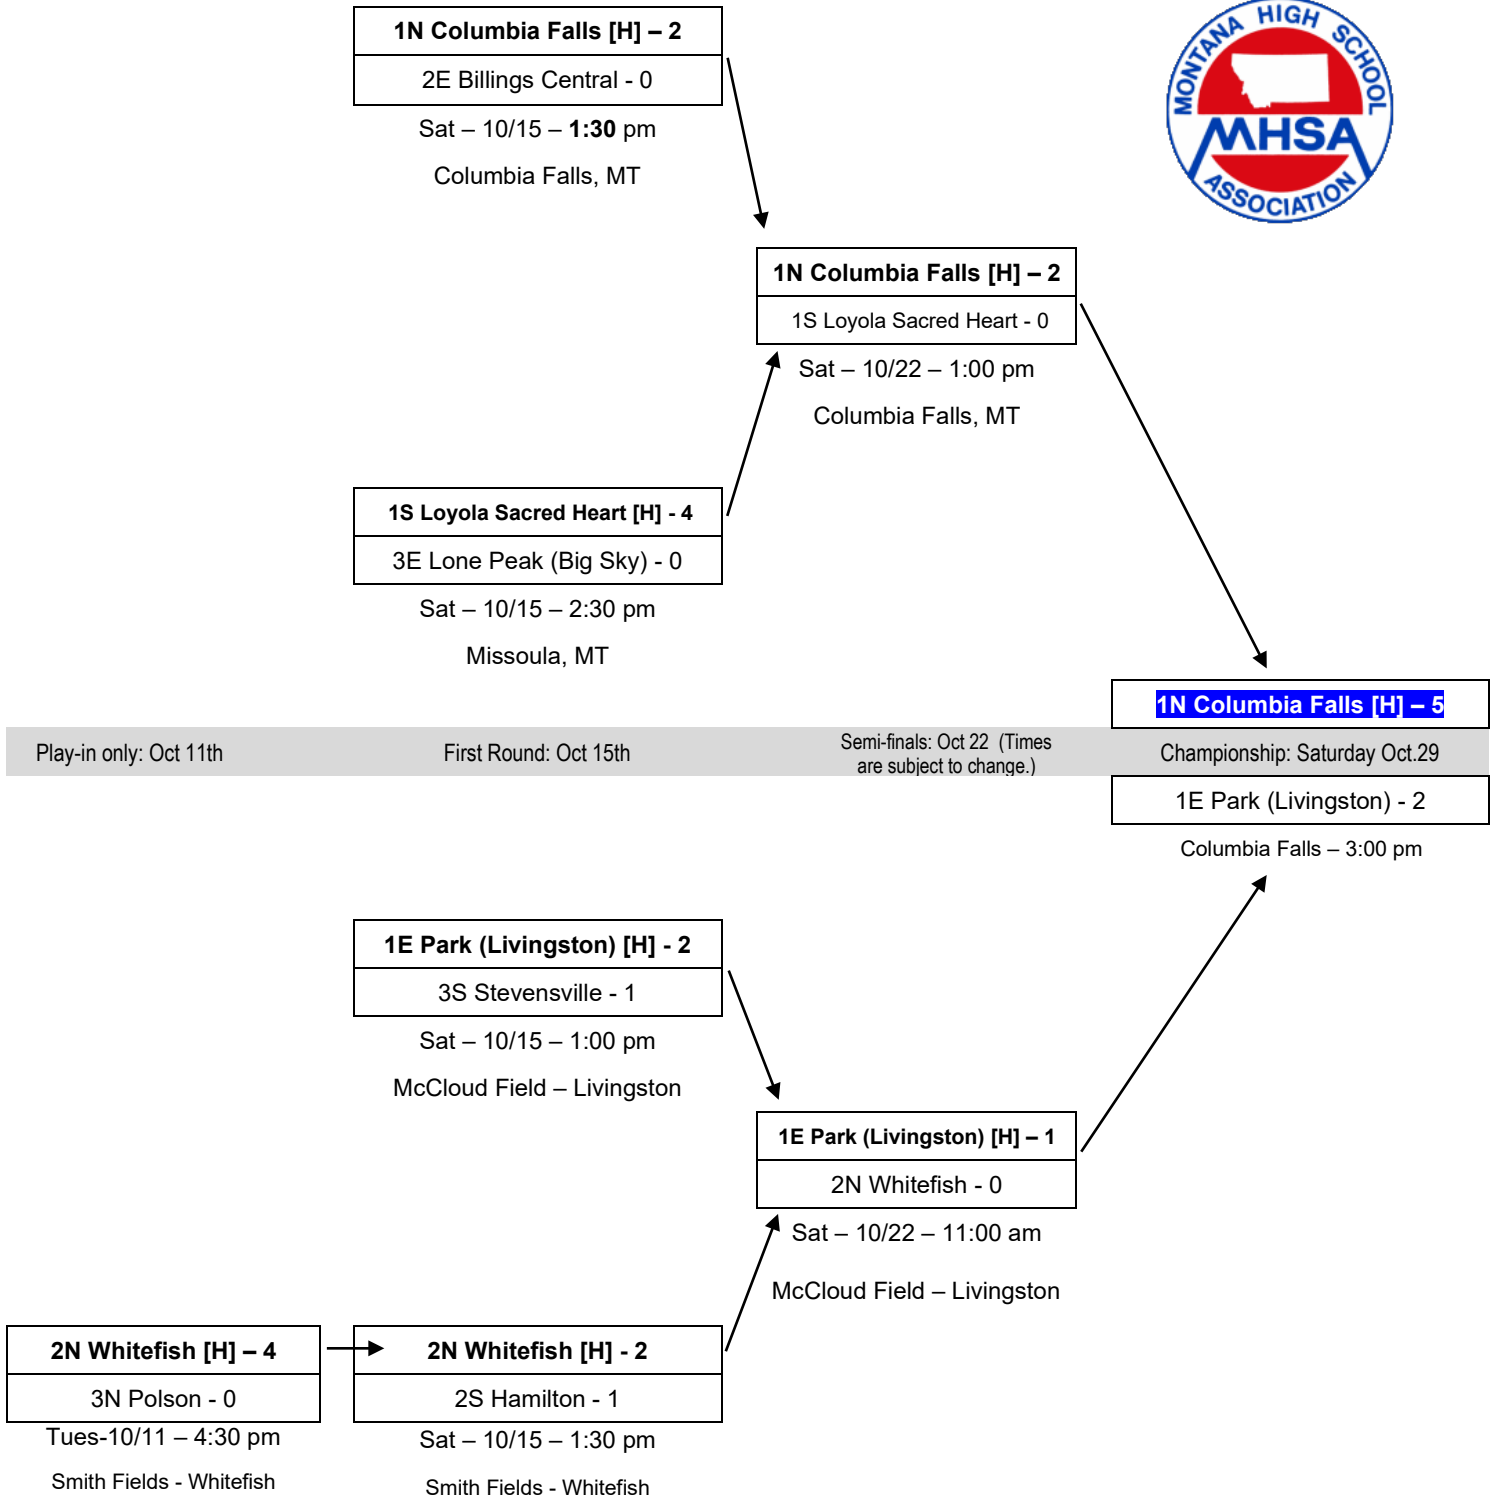 1N Columbia Falls [H] – 2
2E Billings Central - 0
Sat – 10/15 – 1:30 pm
Columbia Falls, MT
MONTANA HIGH SCHOOL
MHSA
ASSOCIATION
1N Columbia Falls [H] – 2
1S Loyola Sacred Heart - 0
Sat – 10/22 – 1:00 pm
Columbia Falls, MT
1S Loyola Sacred Heart [H] - 4
3E Lone Peak (Big Sky) - 0
Sat – 10/15 – 2:30 pm
Missoula, MT
1N Columbia Falls [H] – 5
Play-in only: Oct 11th
First Round: Oct 15th
Semi-finals: Oct 22 (Times
are subject to change.)
Championship: Saturday Oct.29
1E Park (Livingston) - 2
Columbia Falls – 3:00 pm
1E Park (Livingston) [H] - 2
3S Stevensville - 1
Sat – 10/15 – 1:00 pm
McCloud Field – Livingston
1E Park (Livingston) [H] – 1
2N Whitefish - 0
Sat – 10/22 – 11:00 am
McCloud Field – Livingston
2N Whitefish [H] – 4
3N Polson - 0
Tues-10/11 – 4:30 pm
Smith Fields - Whitefish
2N Whitefish [H] - 2
2S Hamilton - 1
Sat – 10/15 – 1:30 pm
Smith Fields - Whitefish